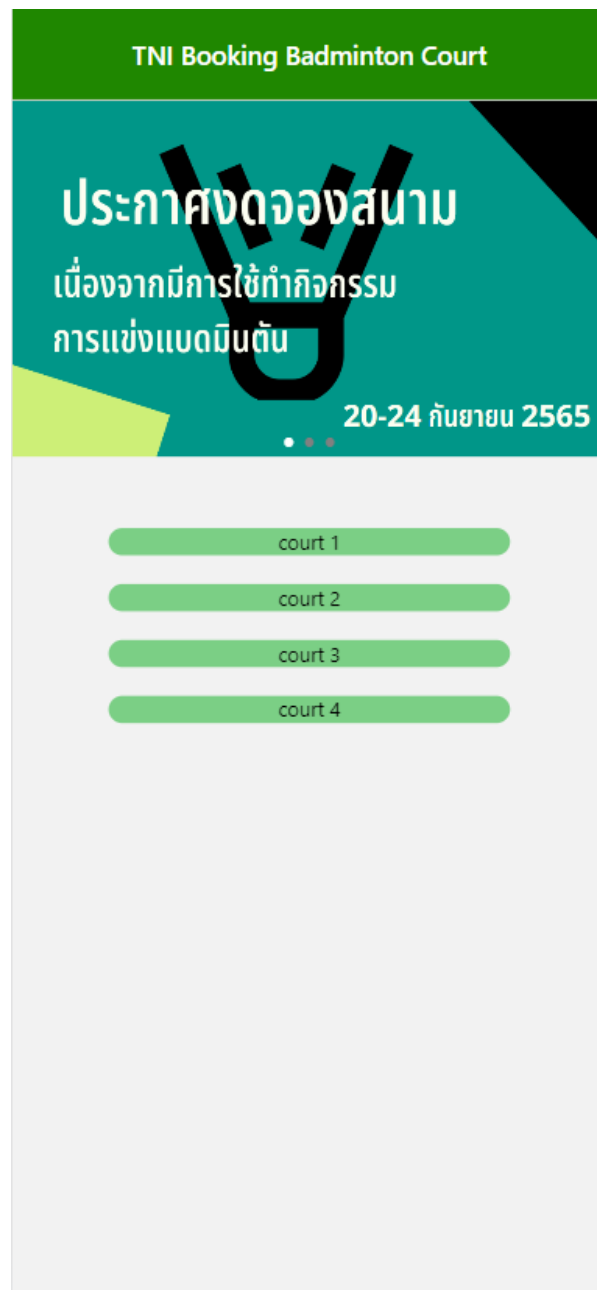 TNI Booking Badminton Court
ประกาศงดจองสนาม
เนื่องจากมีการใช้ทำกิจกรรม
การแข่งแบดมินตัน
20-24 กันยายน 2565
court 1
court 2
court 3
court 4